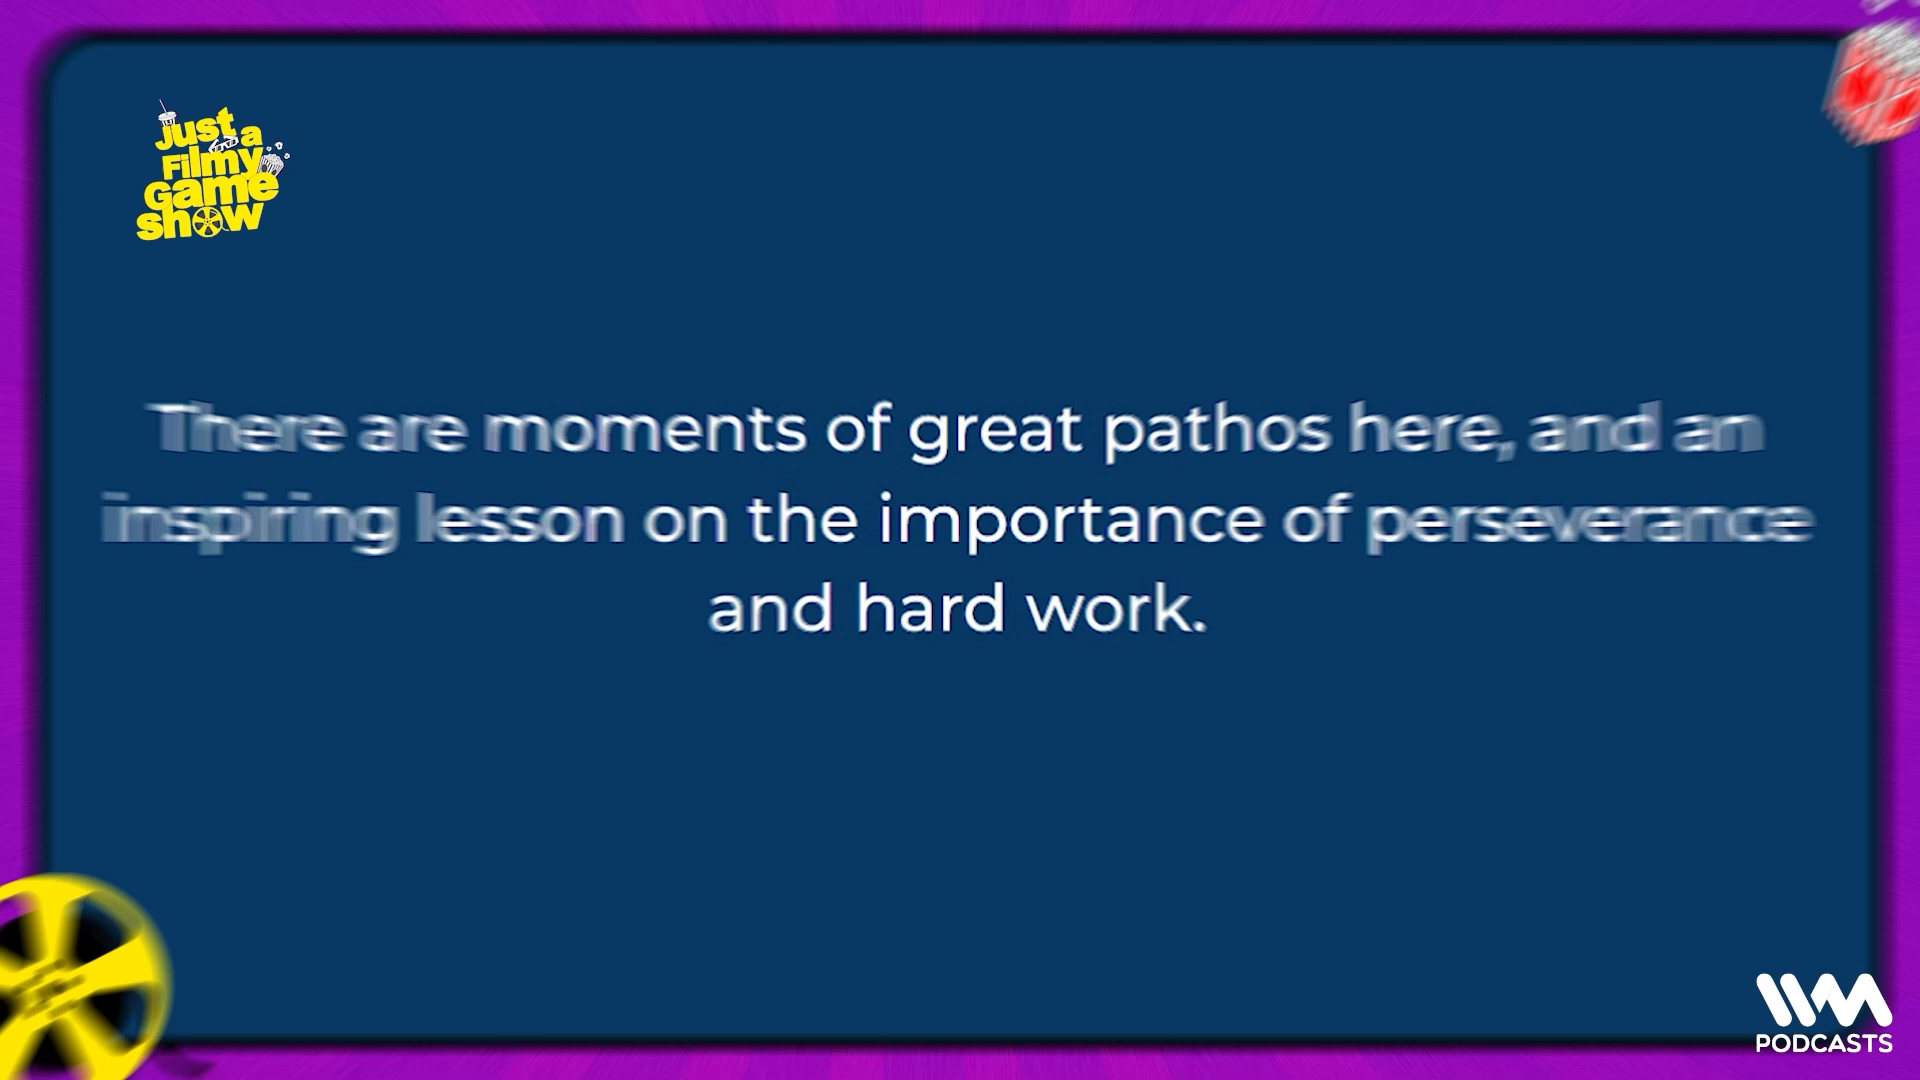 Just a
Filmy
Game
show
There are moments of great pathos here, and an
inspiring lesson on the importance of perseverance
and hard work.
IVM
PODCASTS